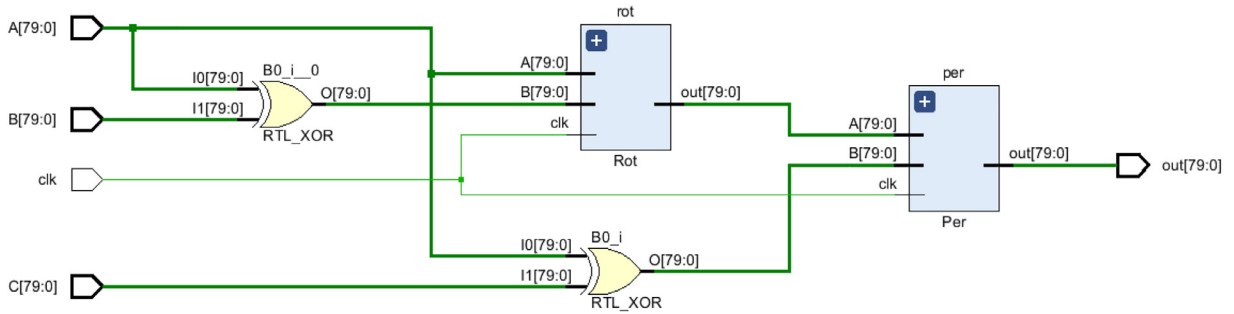 A[79:0]
B[79:0]
clk
C[79:0]
B0_i__0
I0[79:0]
I1[79:0]
O[79:0]
RTL_XOR
rot
A[79:0]
B[79:0]
clk
out[79:0]
Rot
B0_i
I0[79:0]
I1[79:0]
O[79:0]
RTL_XOR
per
A[79:0]
B[79:0]
clk
out[79:0]
Per
out[79:0]